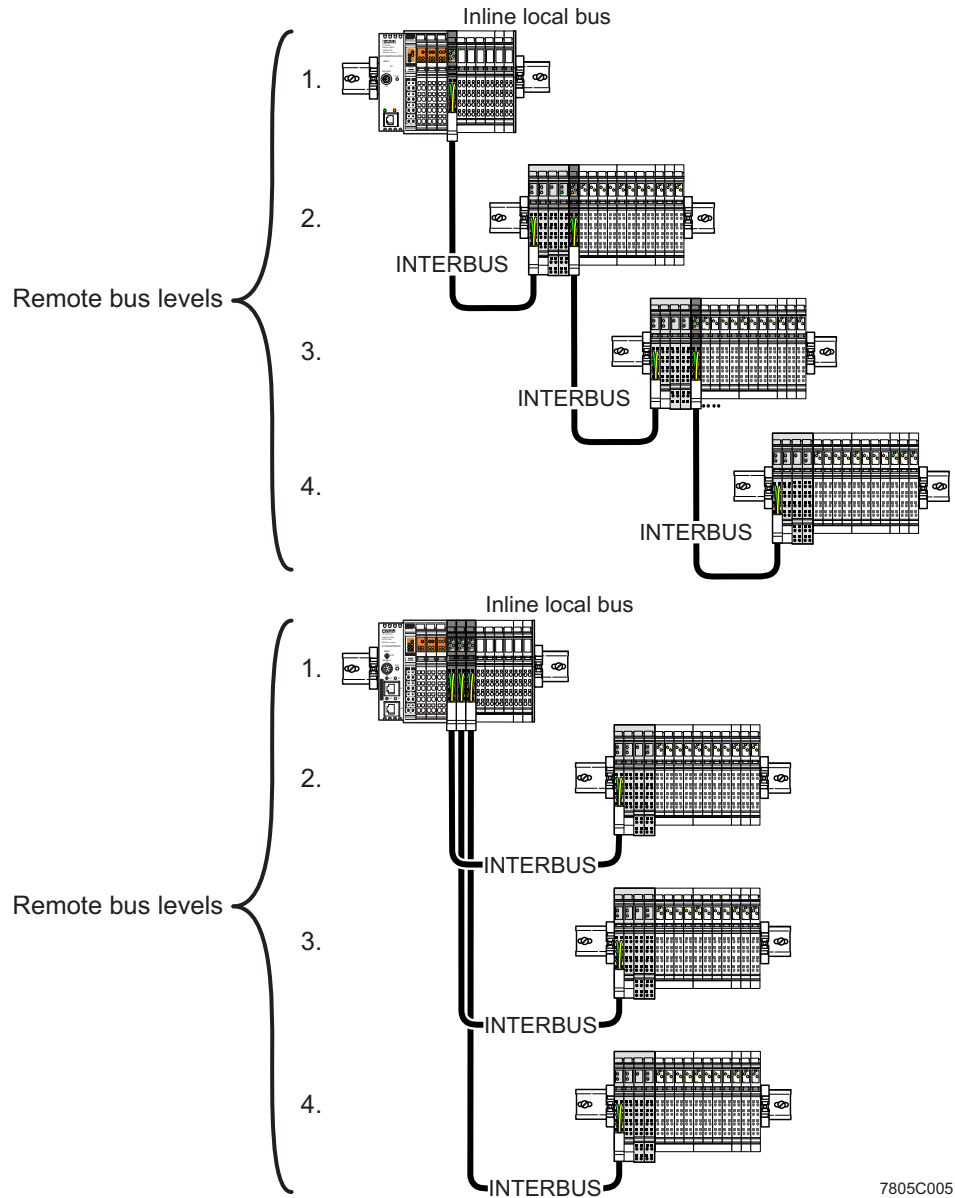 Inline local bus
1.
2.
INTERBUS
Remote bus levels
3.
INTERBUS
4.
INTERBUS
Inline local bus
1.
2.
INTERBUS
Remote bus levels
3.
INTERBUS
4.
INTERBUS
7805C005